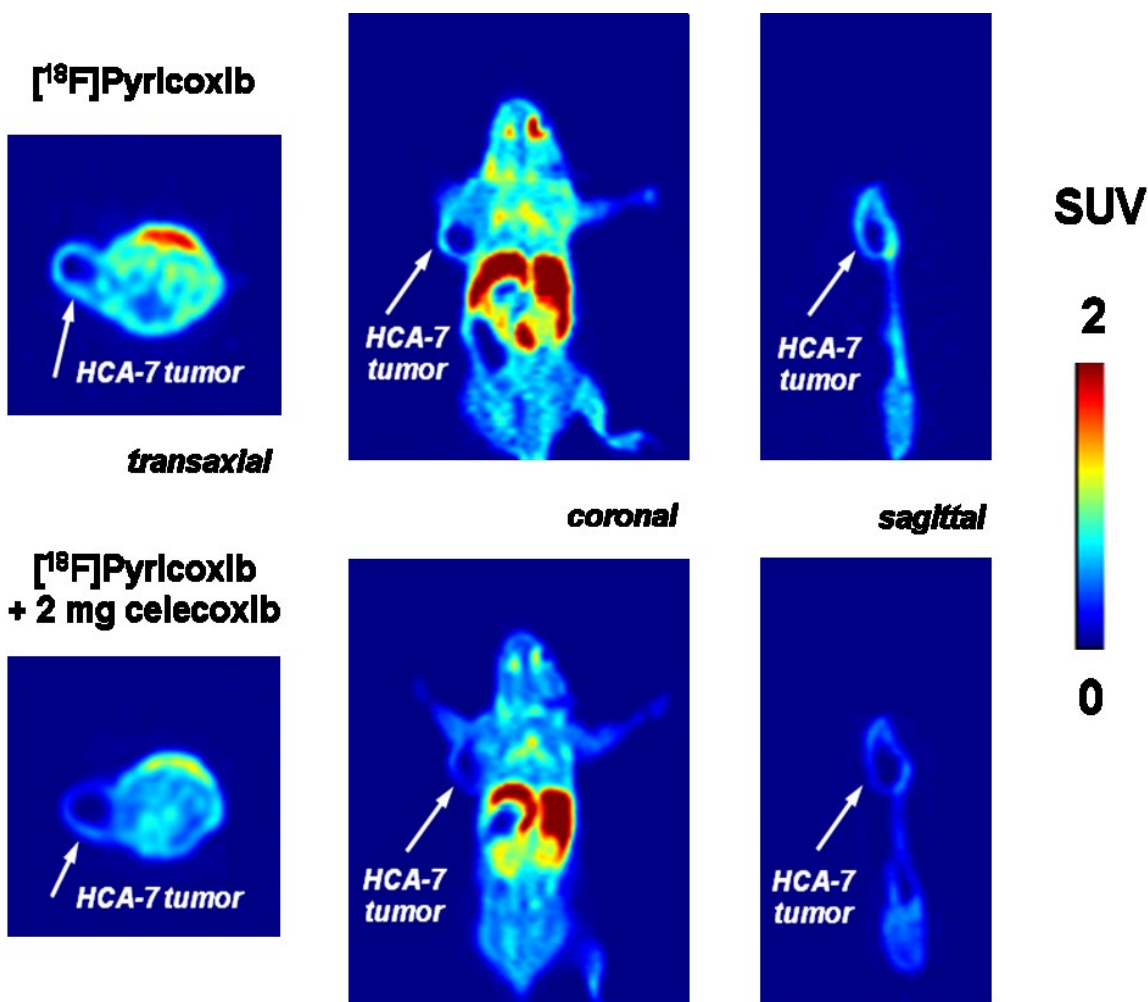 [¹⁸F]Pyricoxib
HCA-7 tumor
transaxial
HCA-7
tumor
coronal
HCA-7
tumor
sagittal
SUV
2
0
[¹⁸F]Pyricoxib
+ 2 mg celecoxib
HCA-7 tumor
HCA-7
tumor
HCA-7
tumor